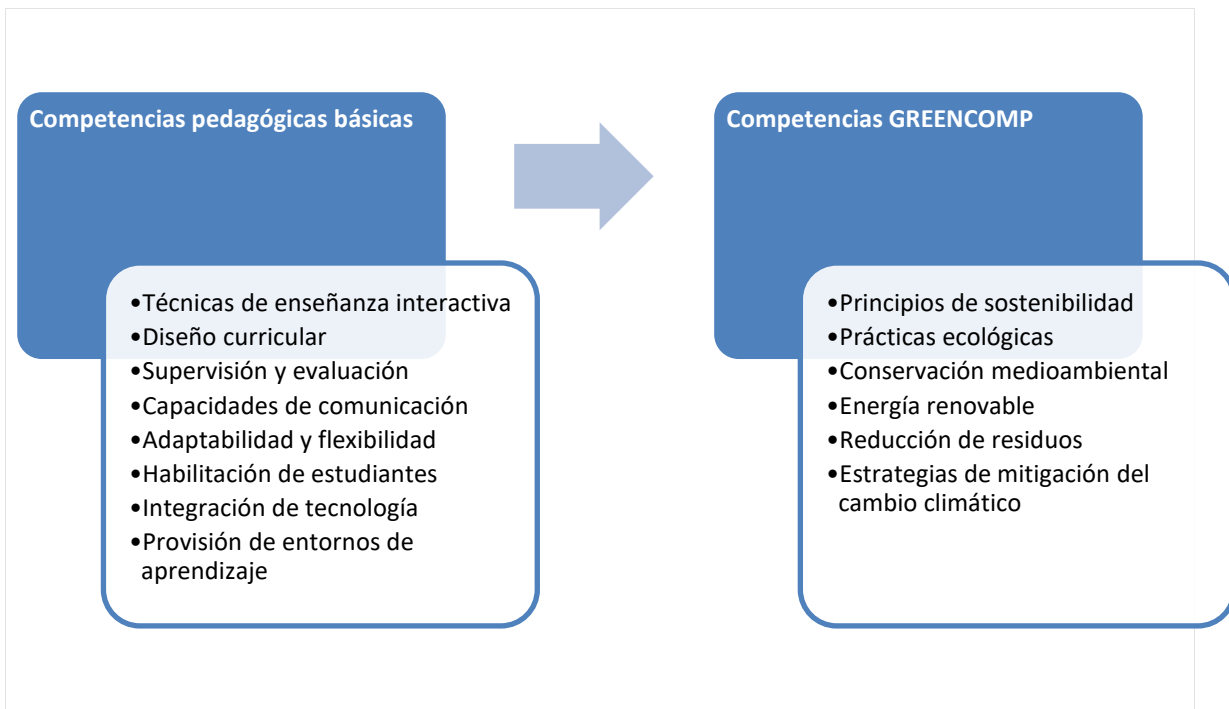 Competencias pedagógicas básicas
•Técnicas de enseñanza interactiva
•Diseño curricular
•Supervisión y evaluación
•Capacidades de comunicación
•Adaptabilidad y flexibilidad
•Habilitación de estudiantes
•Integración de tecnología
•Provisión de entornos de
aprendizaje
Competencias GREENCOMP
•Principios de sostenibilidad
•Prácticas ecológicas
•Conservación medioambiental
•Energía renovable
•Reducción de residuos
•Estrategias de mitigación del
cambio climático